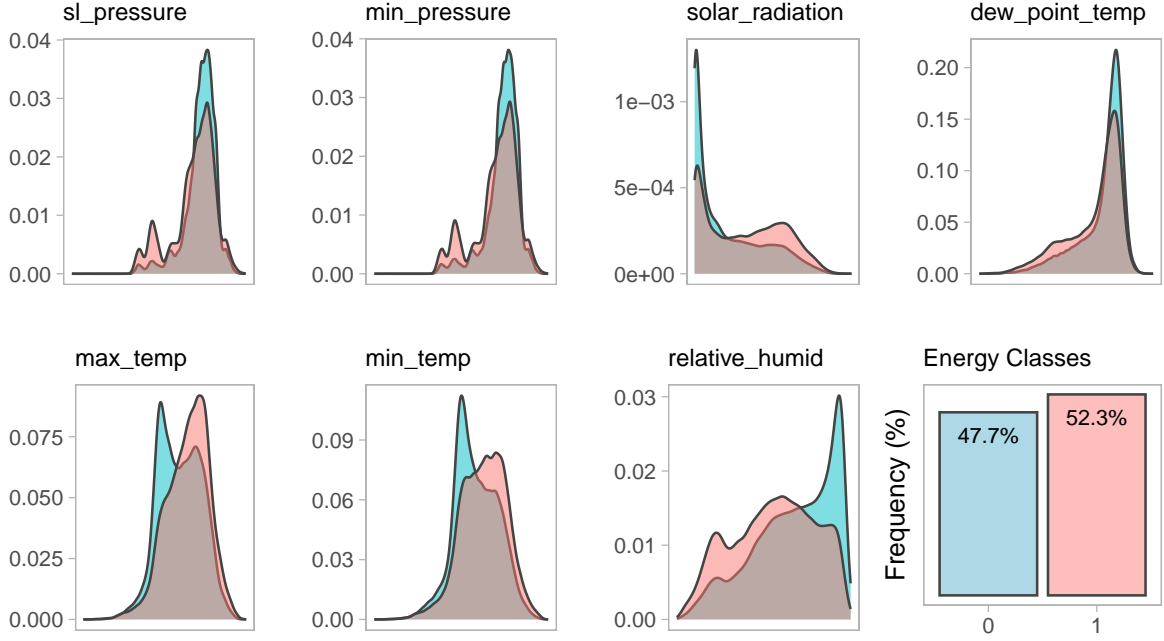 sl_pressure
0.04
0.03
0.02
0.01
0.00
min_pressure
0.04
0.03
0.02
0.01
0.00
solar_radiation
1e−03
5e−04
0e+00
dew_point_temp
0.20
0.15
0.10
0.05
0.00
max_temp
0.075
0.050
0.025
0.000
min_temp
0.09
0.06
0.03
0.00
relative_humid
0.03
0.02
0.01
0.00
Energy Classes
Frequency (%)
47.7%
52.3%
0
1